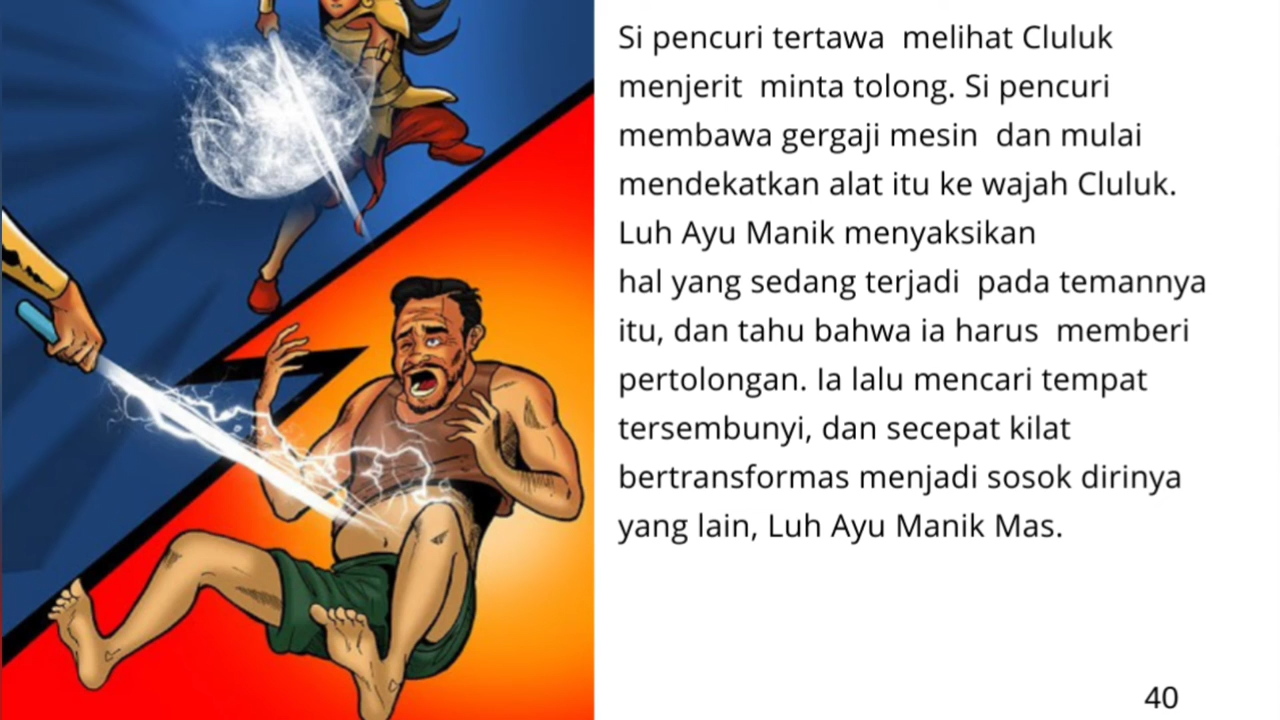 Si pencuri tertawa  melihat Cluluk
menjerit  minta tolong. Si pencuri
membawa gergaji mesin  dan mulai
mendekatkan alat itu ke wajah Cluluk.
Luh Ayu Manik menyaksikan
hal yang sedang terjadi  pada temannya
itu, dan tahu bahwa ia harus  memberi
pertolongan. Ia lalu mencari tempat
tersembunyi, dan secepat kilat
bertransformas menjadi sosok dirinya
yang lain, Luh Ayu Manik Mas.
40